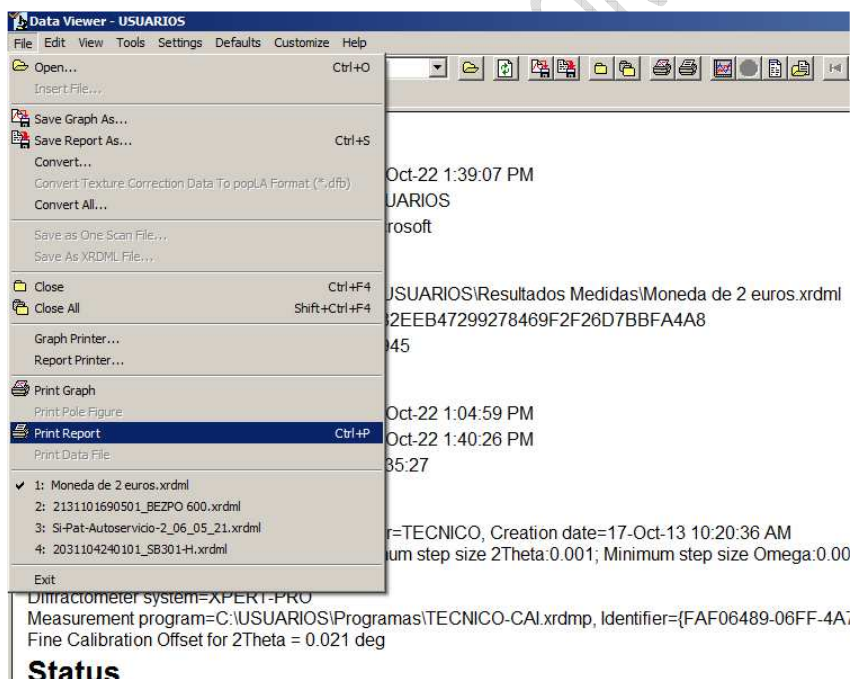 Data Viewer - USUARIOS
File Edit View Tools Settings Defaults Customize Help
Open... Ctrl+O
Insert File...
Save Graph As...
Save Report As... Ctrl+S
Convert...
Convert Texture Correction Data To popLA Format (*.dfb)
Convert All...
Save as One Scan File...
Save As XRDML File...
Close Ctrl+F4
Close All Shift+Ctrl+F4
Graph Printer...
Report Printer...
Print Graph
Print Pole Figure
Print Report Ctrl+P
Print Data File
1: Moneda de 2 euros.xrdml
2: 2131101690501_BEZPO 600.xrdml
3: Si-Pat-Autoservicio-2_06_05_21.xrdml
4: 2031104240101_SB301-H.xrdml
Exit
Oct-22 1:39:07 PM
UARIOS
rosoft
USUARIOS\Resultados Medidas\Moneda de 2 euros.xrdml
2EEB47299278469F2F26D7BBFA4A8
945
Oct-22 1:04:59 PM
Oct-22 1:40:26 PM
35:27
r=TECNICO, Creation date=17-Oct-13 10:20:36 AM
um step size 2Theta:0.001; Minimum step size Omega:0.00
Diffractometer system=XPERT-PRO
Measurement program=C:\USUARIOS\Programas\TECNICO-CAI.xrdmp, Identifier={FAF06489-06FF-4A7
Fine Calibration Offset for 2Theta = 0.021 deg
Status